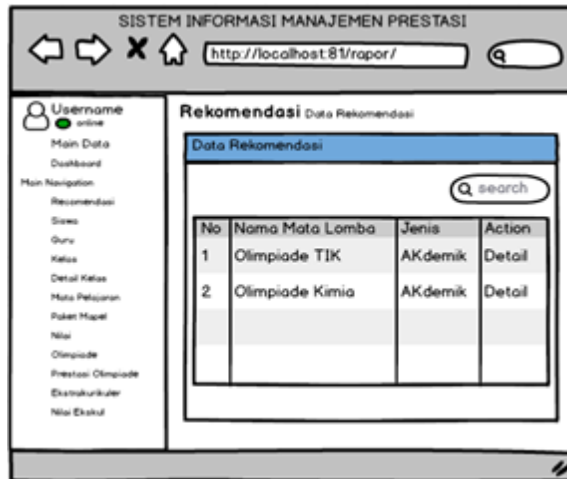 SISTEM INFORMASI MANAJEMEN PRESTASI
http://localhost:81/rapor/
Username
online
Main Data
Dashboard
Main Navigation
Recomendasi
Siswa
Guru
Kelas
Detail Kelas
Mata Pelajaran
Paket Mapel
Nilai
Olimpiade
Prestasi Olimpiade
Ekstrakurikuler
Nilai Ekskul
Rekomendasi Data Rekomendasi
Data Rekomendasi
search
No Nama Mata Lomba Jenis Action
1 Olimpiade TIK AKdemik Detail
2 Olimpiade Kimia AKdemik Detail